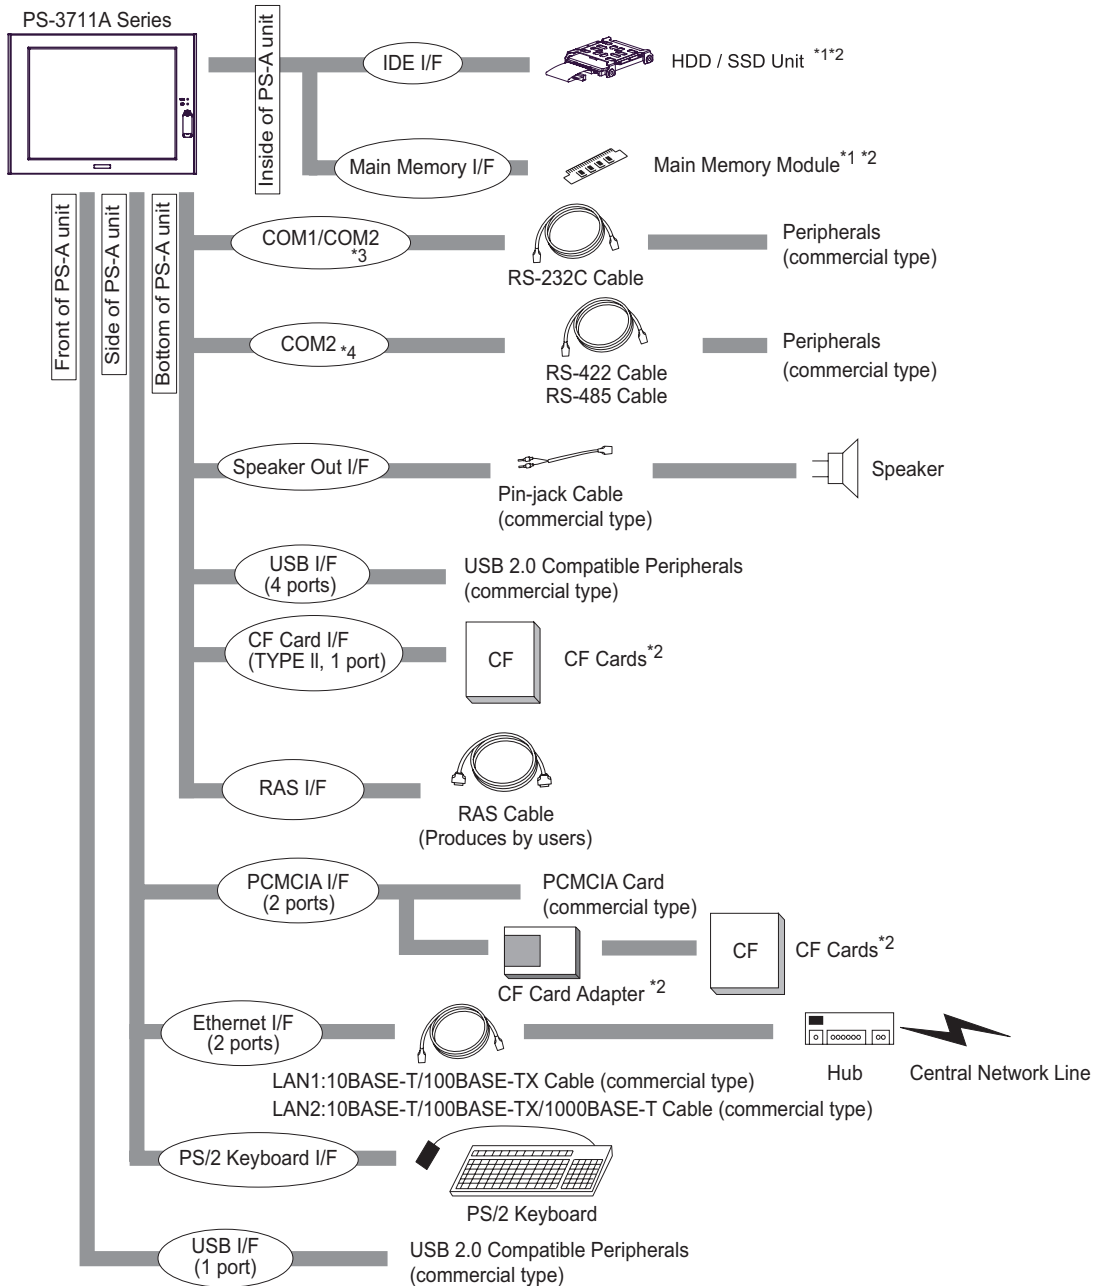 PS-3711A Series
Inside of PS-A unit
IDE I/F
HDD / SSD Unit *1*2
Main Memory I/F
Main Memory Module*1 *2
Front of PS-A unit
Side of PS-A unit
Bottom of PS-A unit
COM1/COM2
*3
RS-232C Cable
Peripherals
(commercial type)
COM2 *4
RS-422 Cable
RS-485 Cable
Peripherals
(commercial type)
Speaker Out I/F
Pin-jack Cable
(commercial type)
Speaker
USB I/F
(4 ports)
USB 2.0 Compatible Peripherals
(commercial type)
CF Card I/F
(TYPE II, 1 port)
CF
CF Cards*2
RAS I/F
RAS Cable
(Produces by users)
PCMCIA I/F
(2 ports)
PCMCIA Card
(commercial type)
CF Card Adapter *2
CF
CF Cards*2
Ethernet I/F
(2 ports)
Hub
Central Network Line
LAN1:10BASE-T/100BASE-TX Cable (commercial type)
LAN2:10BASE-T/100BASE-TX/1000BASE-T Cable (commercial type)
PS/2 Keyboard I/F
PS/2 Keyboard
USB I/F
(1 port)
USB 2.0 Compatible Peripherals
(commercial type)